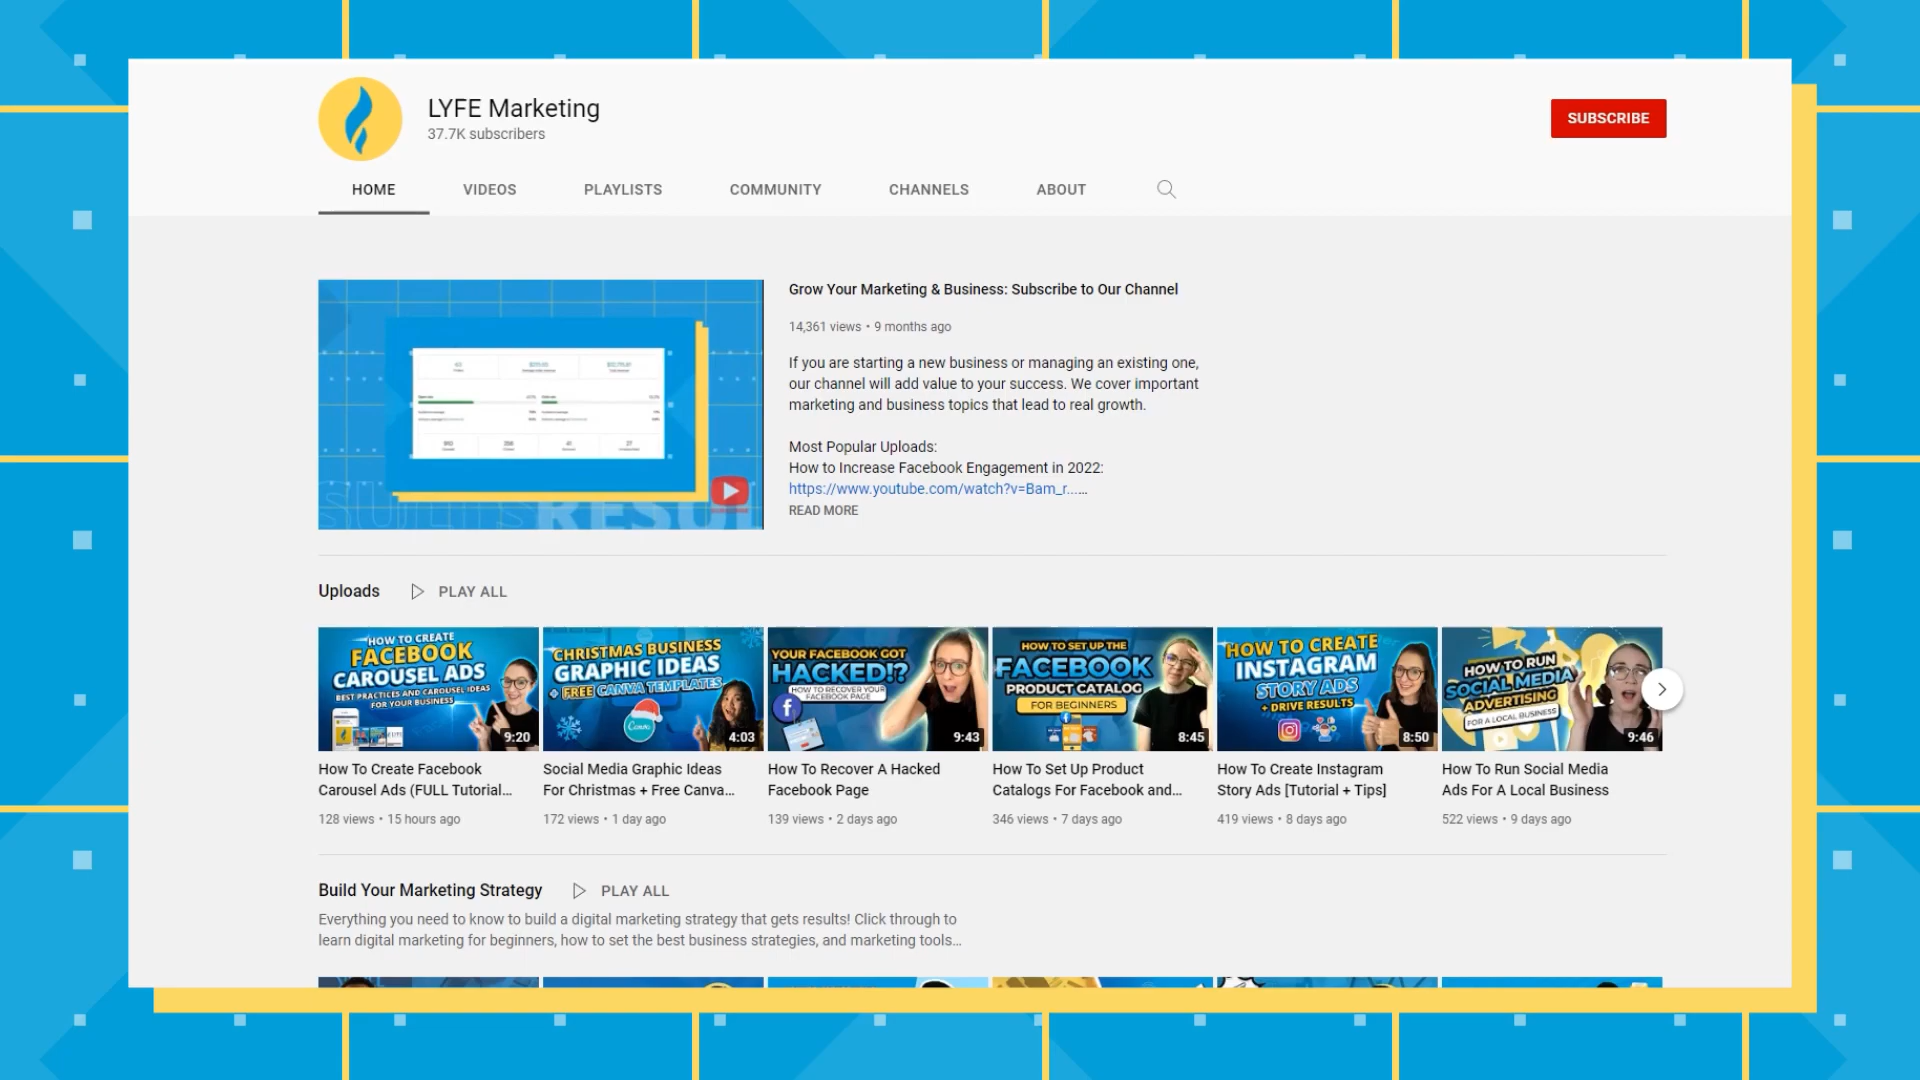 LYFE Marketing
37.7K subscribers
SUBSCRIBE
HOME
VIDEOS
PLAYLISTS
COMMUNITY
CHANNELS
ABOUT
Grow Your Marketing & Business: Subscribe to Our Channel
14,361 views • 9 months ago
If you are starting a new business or managing an existing one,
our channel will add value to your success. We cover important
marketing and business topics that lead to real growth.
Most Popular Uploads:
How to Increase Facebook Engagement in 2022:
https://www.youtube.com/watch?v=Bam_r......
READ MORE
Uploads
PLAY ALL
HOW TO CREATE
FACEBOOK
CAROUSEL ADS
BEST PRACTICES AND CAROUSEL IDEAS
FOR YOUR BUSINESS
9:20
How To Create Facebook
Carousel Ads (FULL Tutorial...
128 views • 15 hours ago
CHRISTMAS BUSINESS
GRAPHIC IDEAS
+ FREE CANVA TEMPLATES
Canva
4:03
Social Media Graphic Ideas
For Christmas + Free Canva...
172 views • 1 day ago
YOUR FACEBOOK GOT
HACKED!?
HOW TO RECOVER YOUR
FACEBOOK PAGE
9:43
How To Recover A Hacked
Facebook Page
139 views • 2 days ago
HOW TO SET UP THE
FACEBOOK
PRODUCT CATALOG
FOR BEGINNERS
8:45
How To Set Up Product
Catalogs For Facebook and...
346 views • 7 days ago
HOW TO CREATE
INSTAGRAM
STORY ADS
+ DRIVE RESULTS
8:50
How To Create Instagram
Story Ads [Tutorial + Tips]
419 views • 8 days ago
HOW TO RUN
SOCIAL MEDIA
ADVERTISING
FOR A LOCAL BUSINESS
9:46
How To Run Social Media
Ads For A Local Business
522 views • 9 days ago
Build Your Marketing Strategy
PLAY ALL
Everything you need to know to build a digital marketing strategy that gets results! Click through to
learn digital marketing for beginners, how to set the best business strategies, and marketing tools...